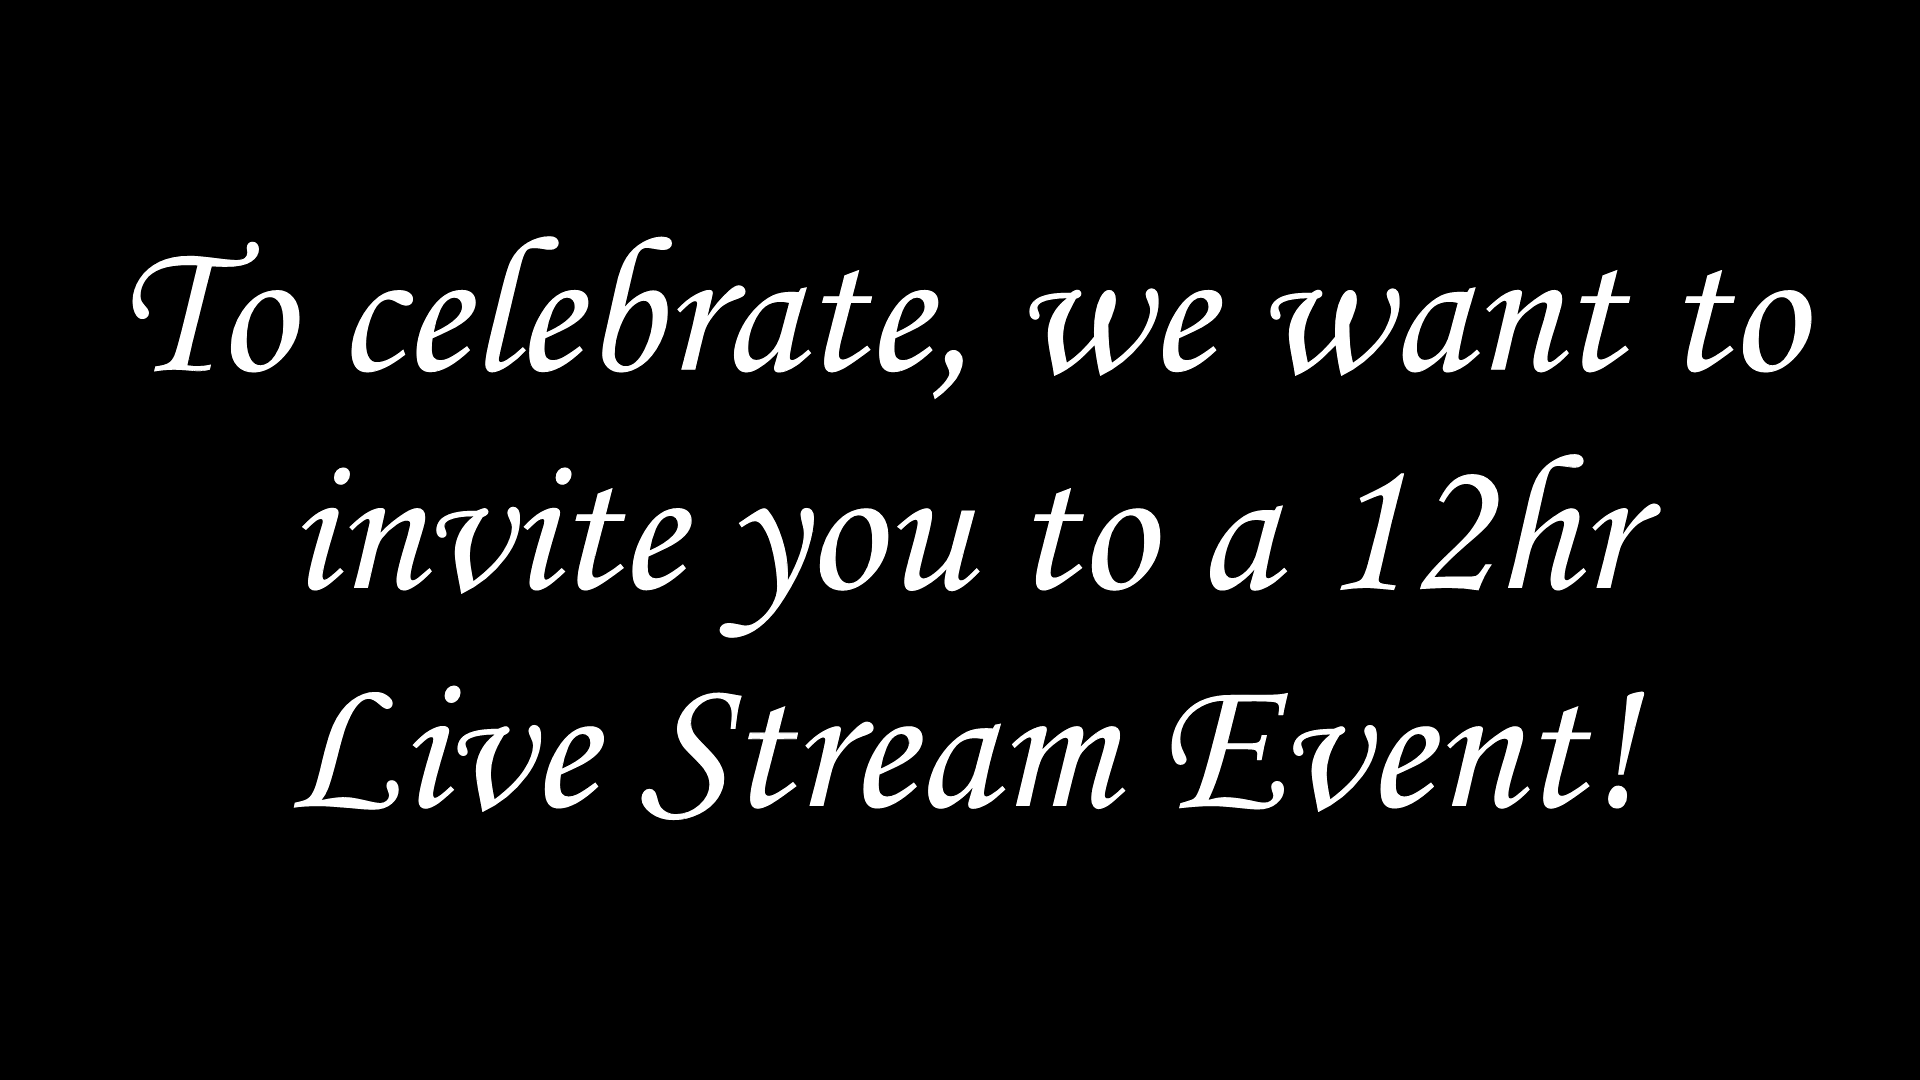 To celebrate, we want to
invite you to a 12hr
Live Stream Event!